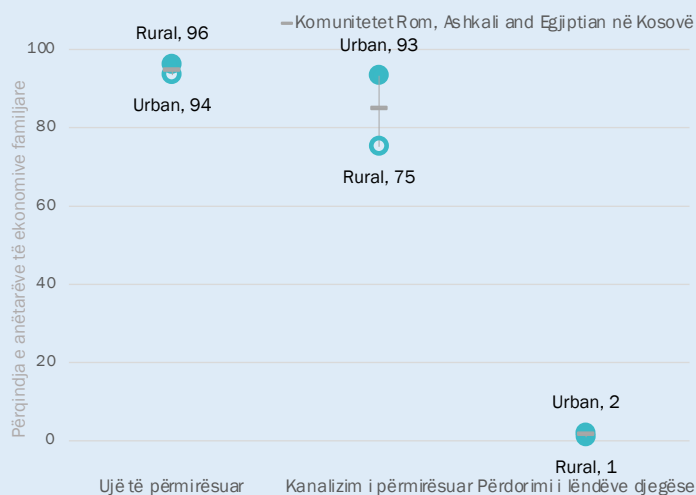 Komunitetet Rom, Ashkali and Egjiptian në Kosovë
Përqindja e anëtarëve të ekonomive familjare
100
80
60
40
20
0
Rural, 96
Urban, 94
Urban, 93
Rural, 75
Urban, 2
Rural, 1
Ujë të përmirësuar
Kanalizim i përmirësuar
Përdorimi i lëndëve djegëse